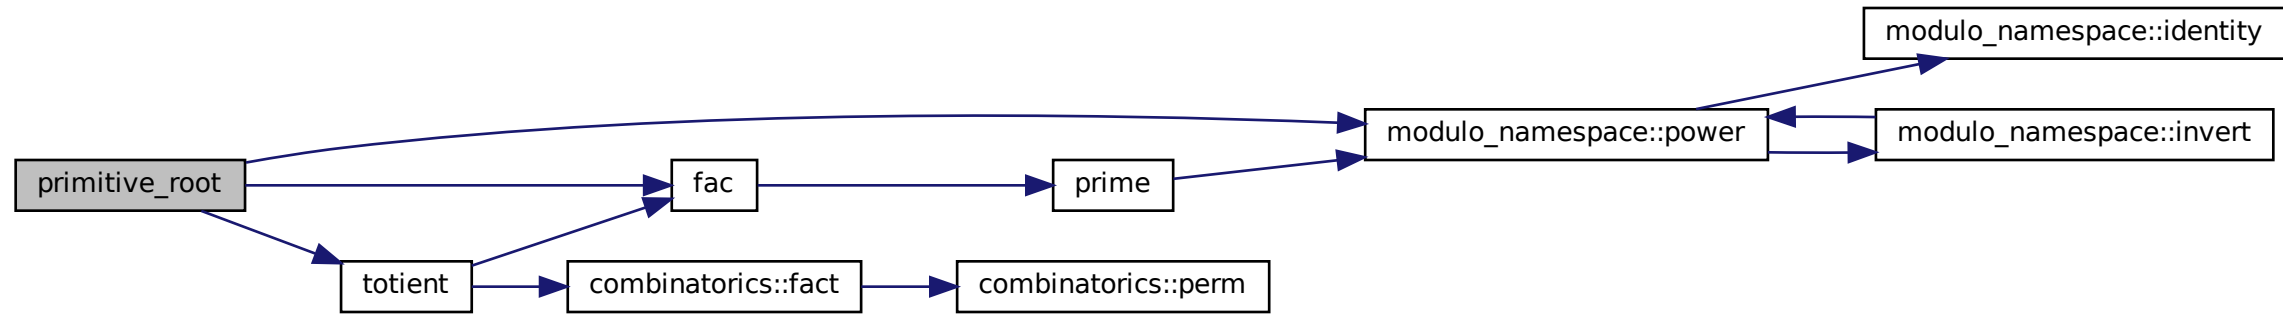 modulo_namespace::identity
modulo_namespace::power
modulo_namespace::invert
primitive_root
fac
prime
totient
combinatorics::fact
combinatorics::perm